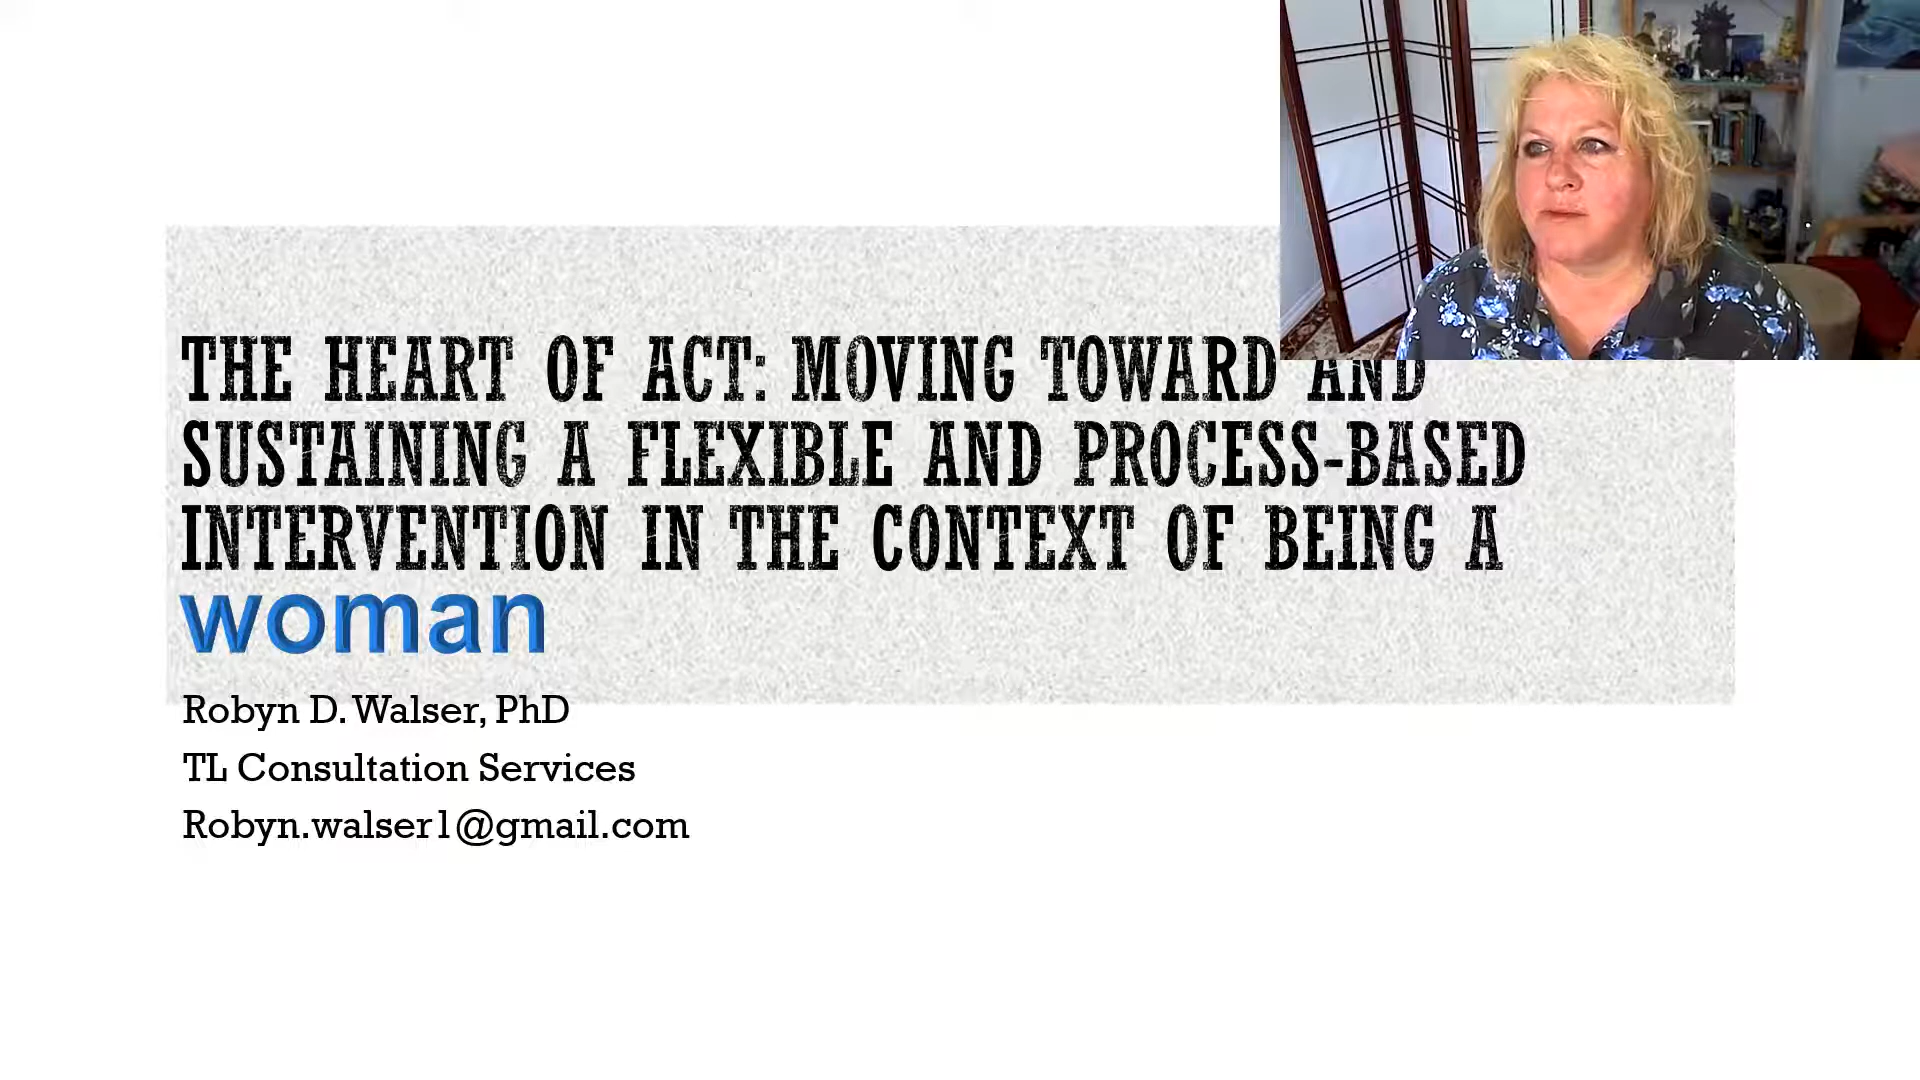 THE HEART OF ACT: MOVING TOWARD AND
SUSTAINING A FLEXIBLE AND PROCESS-BASED
INTERVENTION IN THE CONTEXT OF BEING A
woman
Robyn D. Walser, PhD
TL Consultation Services
Robyn.walser1@gmail.com